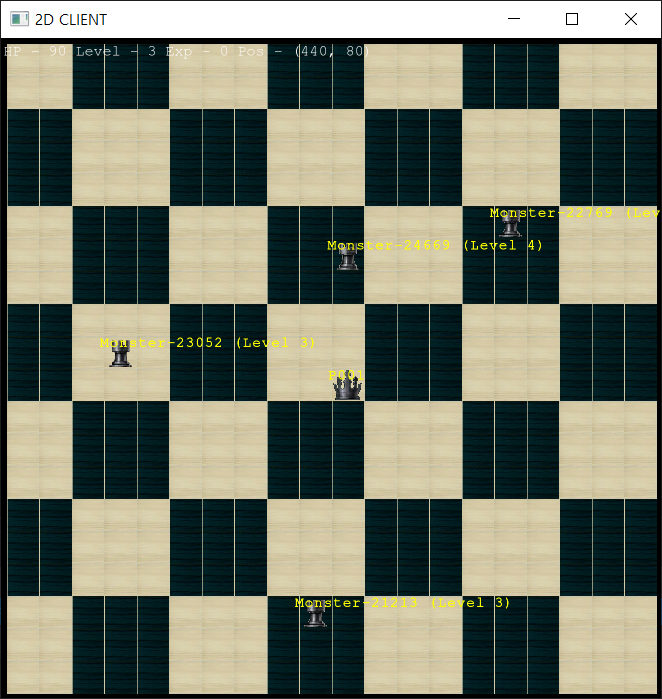 2D CLIENT
HP - 90 Level - 3 Exp - 0 Pos - (440, 80)
Monster-22769 (Lev
Monster-24669 (Level 4)
Monster-23052 (Level 3)
Monster-21213 (Level 3)